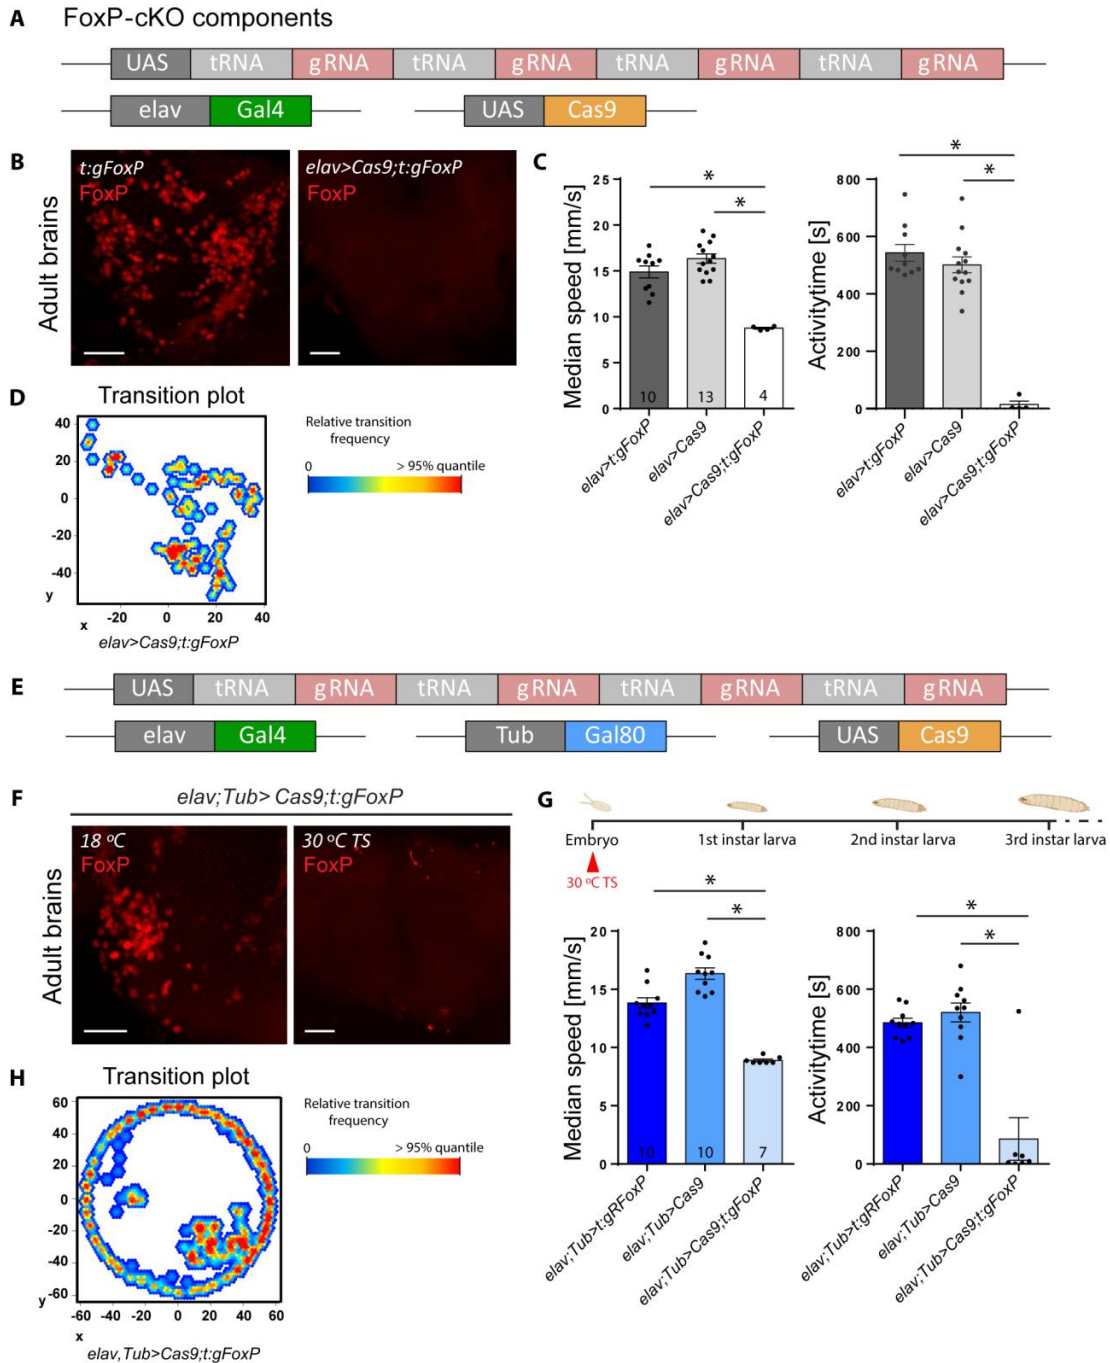 A FoxP-cKO components
UAS tRNA gRNA tRNA gRNA tRNA gRNA tRNA gRNA
elav Gal4 UAS Cas9
B
Adult brains
t:gFoxP
FoxP
elav>Cas9;t:gFoxP
FoxP
C
Median speed [mm/s]
25
20
15
10
5
0
10 13 4
* *
elav>t:gFoxP
elav>Cas9
elav>Cas9;t:gFoxP
Activitytime [s]
800
600
400
200
0
* *
elav>t:gFoxP
elav>Cas9
elav>Cas9;t:gFoxP
D Transition plot
40
20
0
-20
-40
y
x
-20 0 20 40
elav>Cas9;t:gFoxP
Relative transition
frequency
0 > 95% quantile
E
UAS tRNA gRNA tRNA gRNA tRNA gRNA tRNA gRNA
elav Gal4 Tub Gal80 UAS Cas9
F
elav;Tub> Cas9;t:gFoxP
Adult brains
18 ºC
FoxP
30 ºC TS
FoxP
G
Embryo 1st instar larva 2nd instar larva 3rd instar larva
30 ºC TS
Median speed [mm/s]
20
15
10
5
0
10 10 7
* *
elav;Tub>t:gRFoxP
elav;Tub>Cas9
elav;Tub>Cas9;t:gFoxP
Activitytime [s]
800
600
400
200
0
* *
elav;Tub>t:gRFoxP
elav;Tub>Cas9
elav;Tub>Cas9;t:gFoxP
H Transition plot
60
40
20
0
-20
-40
-60
y
-60 -40 -20 0 20 40 60
x
elav,Tub>Cas9;t:gFoxP
Relative transition
frequency
0 > 95% quantile